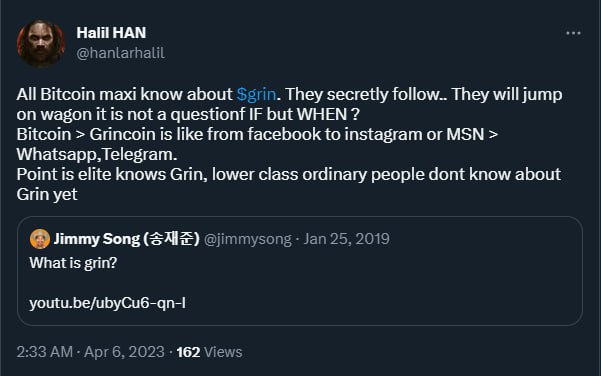 Halil HAN
@hanlarhalil
All Bitcoin maxi know about $grin. They secretly follow.. They will jump
on wagon it is not a questionf IF but WHEN ?
Bitcoin > Grincoin is like from facebook to instagram or MSN >
Whatsapp,Telegram.
Point is elite knows Grin, lower class ordinary people dont know about
Grin yet
Jimmy Song (송재준) @jimmysong · Jan 25, 2019
What is grin?
youtu.be/ubyCu6-qn-I
2:33 AM · Apr 6, 2023 · 162 Views